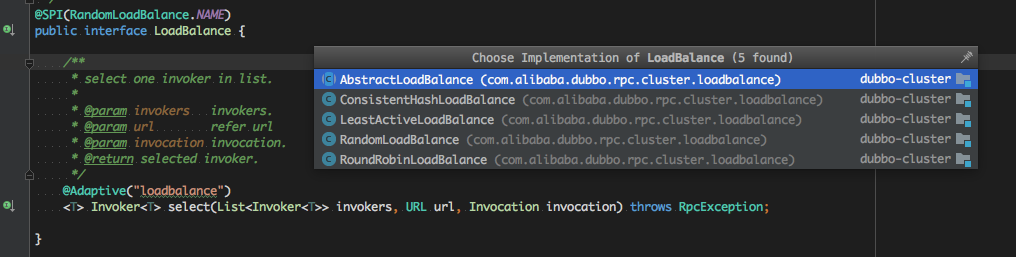 @SPI(RandomLoadBalance.NAME)
public interface LoadBalance {
Choose Implementation of LoadBalance (5 found)
AbstractLoadBalance (com.alibaba.dubbo.rpc.cluster.loadbalance) dubbo-cluster
ConsistentHashLoadBalance (com.alibaba.dubbo.rpc.cluster.loadbalance) dubbo-cluster
LeastActiveLoadBalance (com.alibaba.dubbo.rpc.cluster.loadbalance) dubbo-cluster
RandomLoadBalance (com.alibaba.dubbo.rpc.cluster.loadbalance) dubbo-cluster
RoundRobinLoadBalance (com.alibaba.dubbo.rpc.cluster.loadbalance) dubbo-cluster
/**
* select one invoker in list.
*
* @param invokers invokers.
* @param url refer url
* @param invocation invocation.
* @return selected invoker.
*/
@Adaptive("loadbalance")
<T> Invoker<T> select(List<Invoker<T>> invokers, URL url, Invocation invocation) throws RpcException;
}